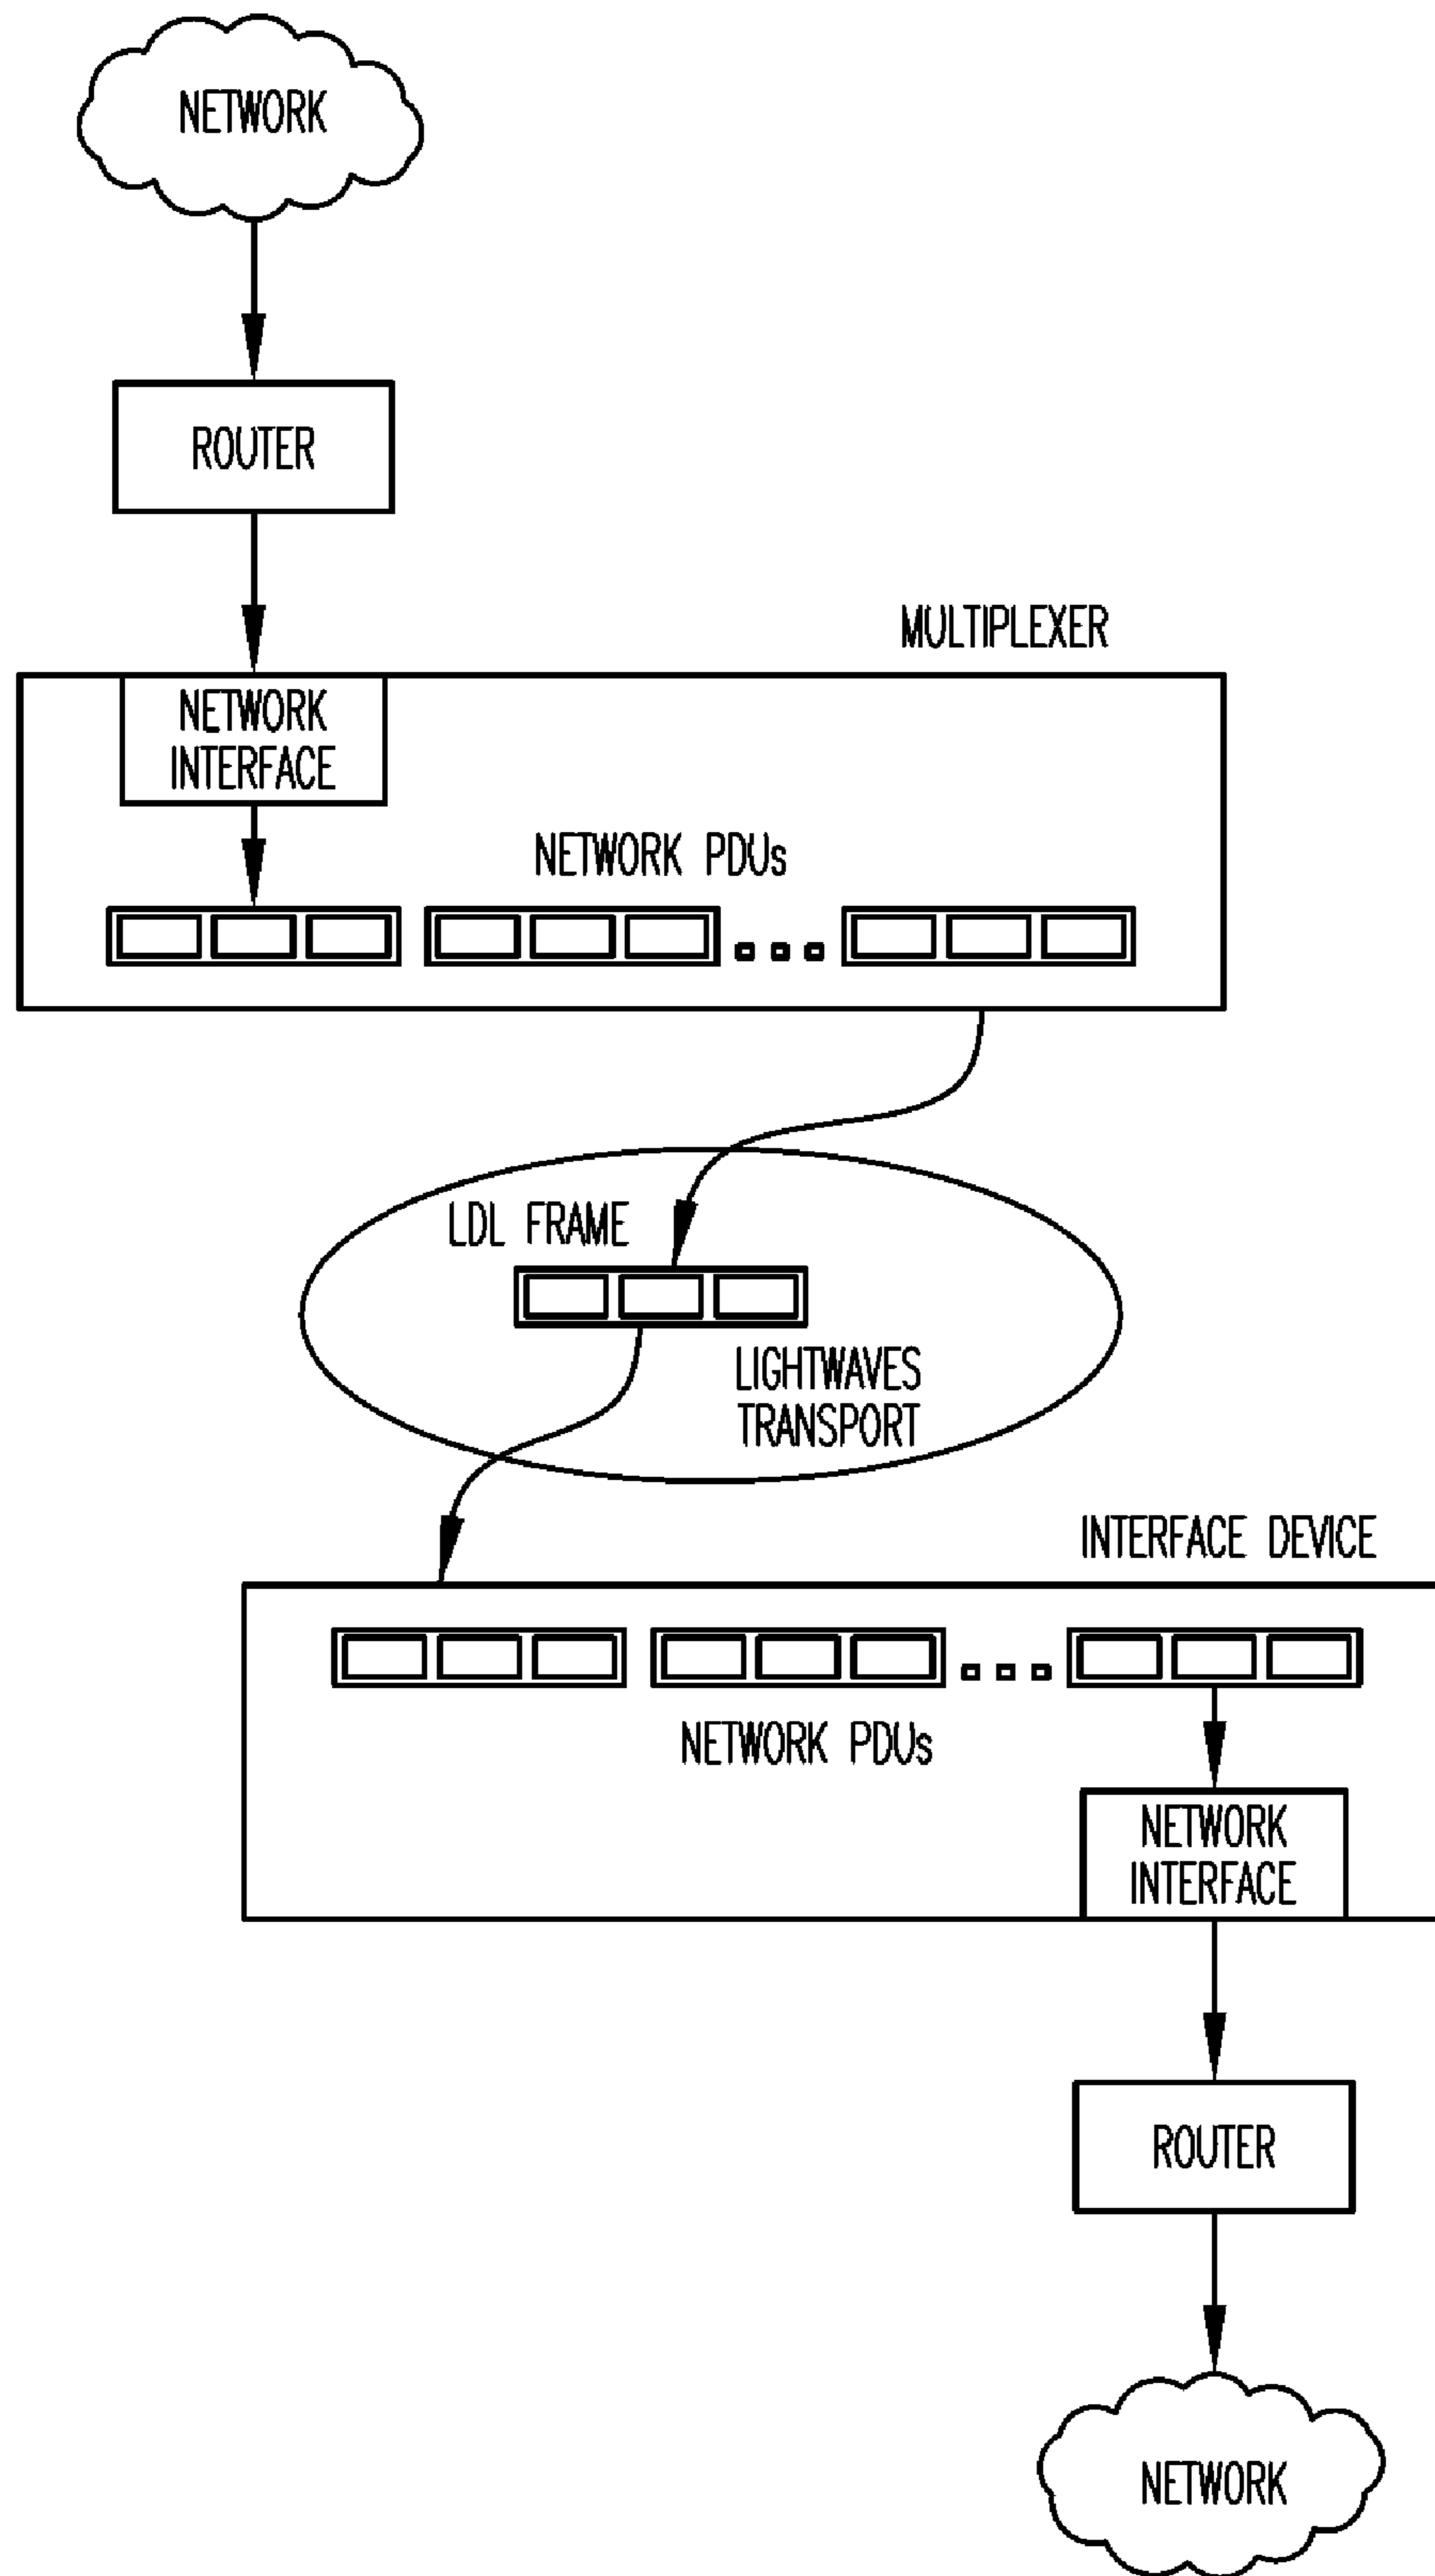 NETWORK
ROUTER
MULTIPLEXER
NETWORK
INTERFACE
NETWORK PDUs
LDL FRAME
LIGHTWAVES
TRANSPORT
INTERFACE DEVICE
NETWORK PDUs
NETWORK
INTERFACE
ROUTER
NETWORK